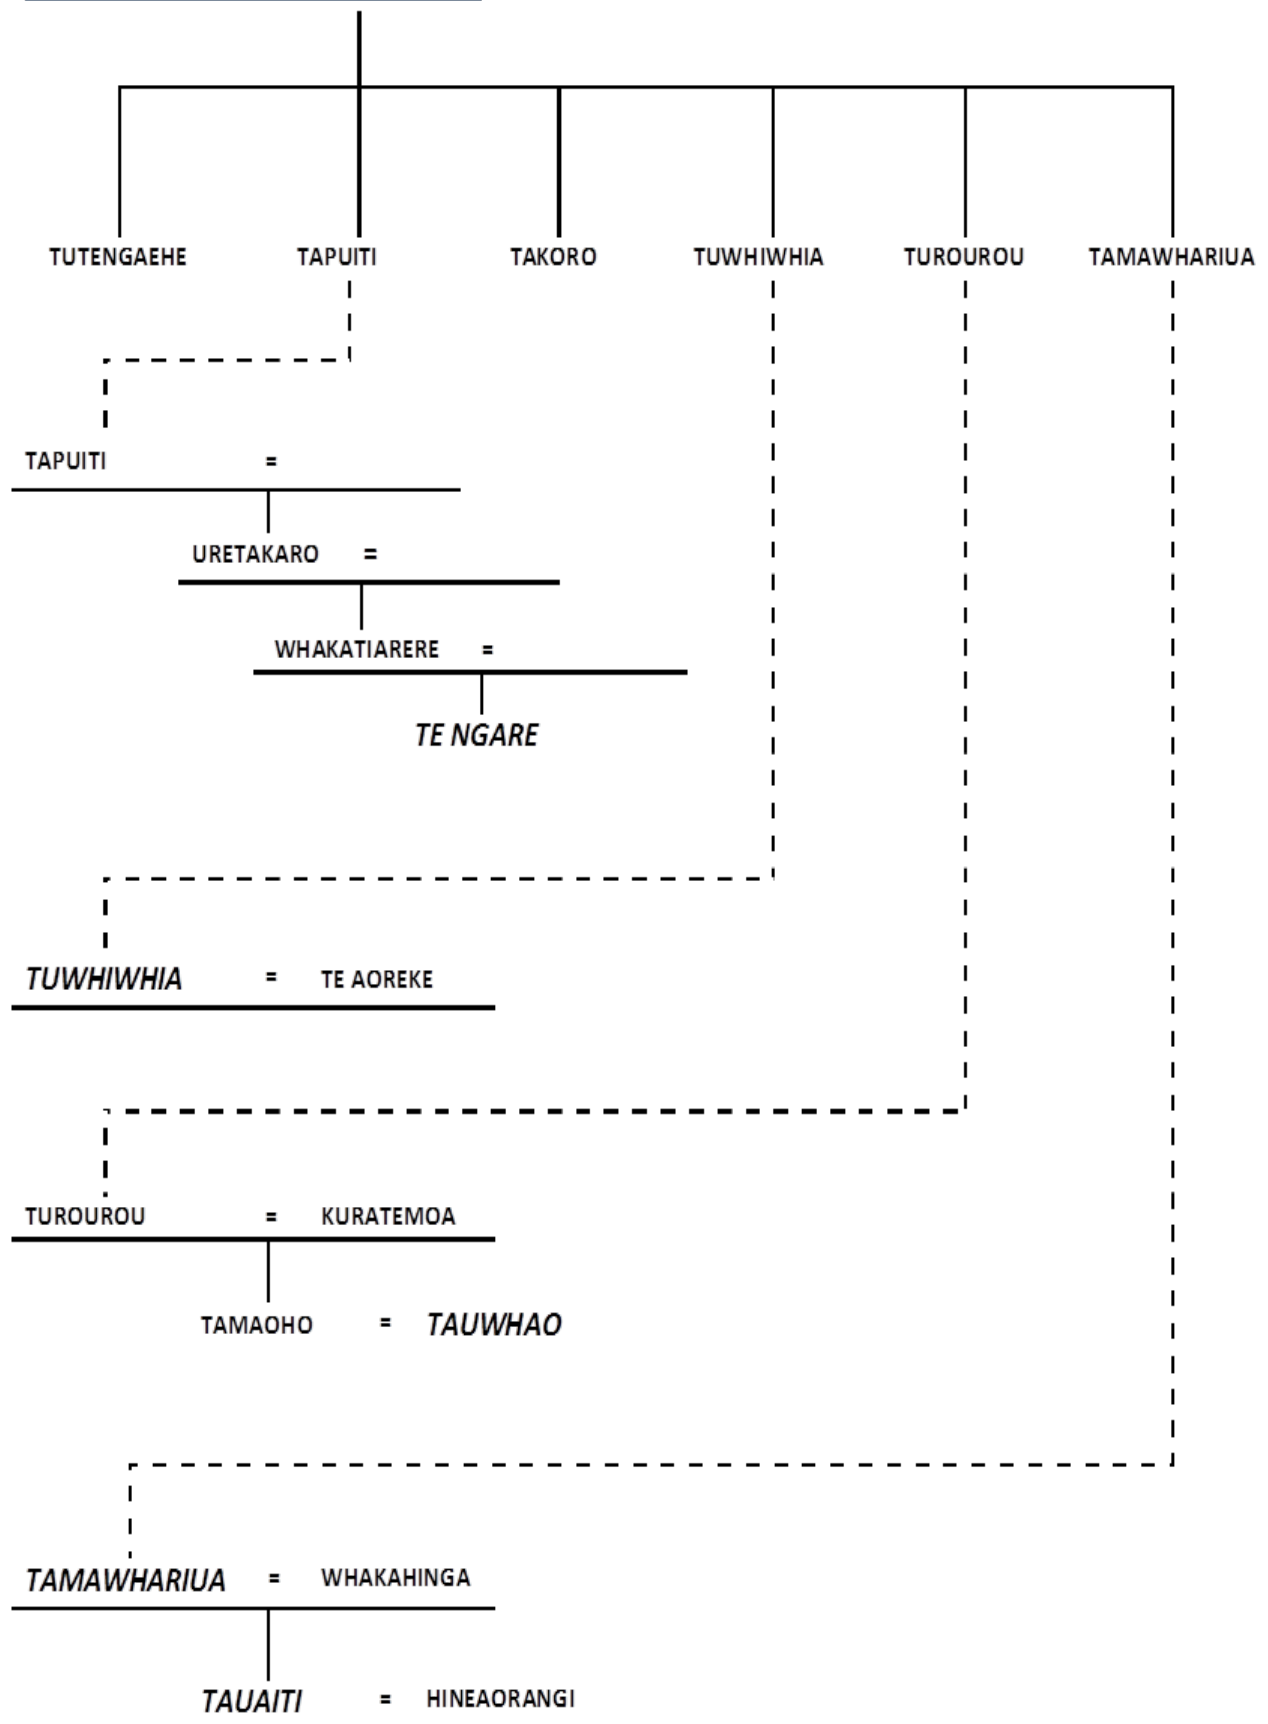 TUTENGAEHE TAPUITI TAKORO TUWHIWHIA TUROUROU TAMAWHARIUA
TAPUITI =
URETAKARO =
WHAKATIARERE =
TE NGARE
TUWHIWHIA = TE AOREKE
TUROUROU = KURATEMOA
TAMAOHO = TAUWHAO
TAMAWHARIUA = WHAKAHINGA
TAUAITI = HINEAORANGI